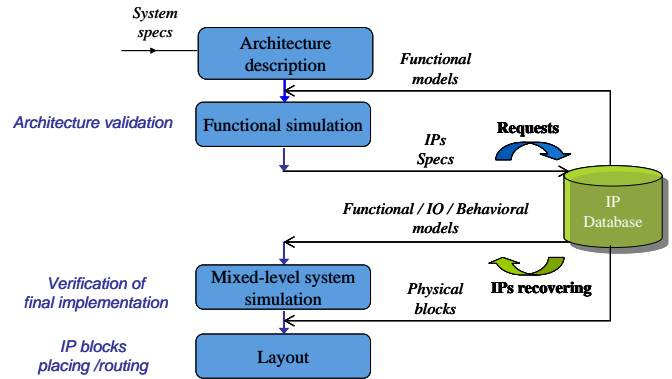 System
specs
Architecture
description
Functional
models
Architecture validation
Functional simulation
Requests
IPs
Specs
IP
Database
Functional / IO / Behavioral
models
Verification of
final implementation
Mixed-level system
simulation
IPs recovering
Physical
blocks
IP blocks
placing /routing
Layout